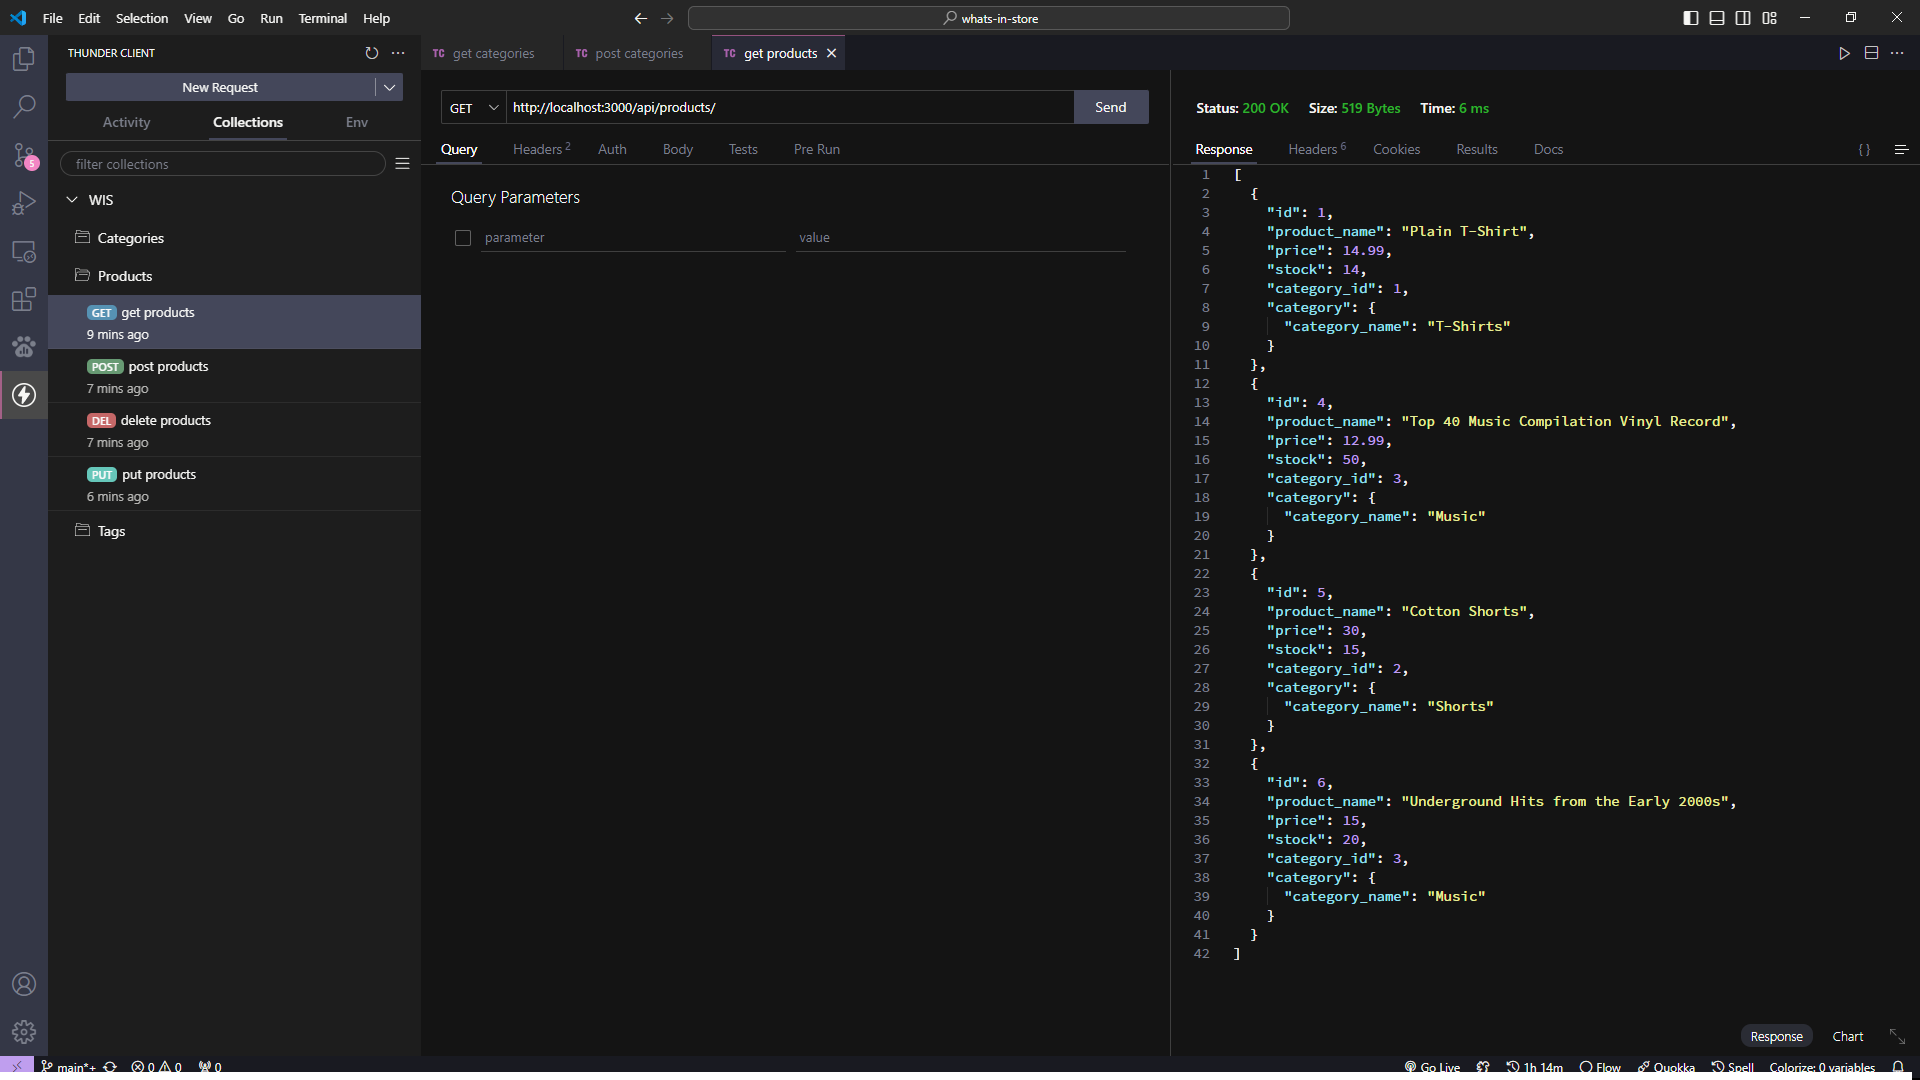 File Edit Selection View Go Run Terminal Help
whats-in-store
THUNDER CLIENT
New Request
Activity Collections Env
filter collections
WIS
Categories
Products
GET get products
9 mins ago
POST post products
7 mins ago
DEL delete products
7 mins ago
PUT put products
6 mins ago
Tags
5
TC get categories
TC post categories
TC get products
GET http://localhost:3000/api/products/ Send
Query Headers 2 Auth Body Tests Pre Run
Query Parameters
parameter value
Status: 200 OK Size: 519 Bytes Time: 6 ms
Response Headers 6 Cookies Results Docs { }
1 [
2 {
3 "id": 1,
4 "product_name": "Plain T-Shirt",
5 "price": 14.99,
6 "stock": 14,
7 "category_id": 1,
8 "category": {
9 "category_name": "T-Shirts"
10 }
11 },
12 {
13 "id": 4,
14 "product_name": "Top 40 Music Compilation Vinyl Record",
15 "price": 12.99,
16 "stock": 50,
17 "category_id": 3,
18 "category": {
19 "category_name": "Music"
20 }
21 },
22 {
23 "id": 5,
24 "product_name": "Cotton Shorts",
25 "price": 30,
26 "stock": 15,
27 "category_id": 2,
28 "category": {
29 "category_name": "Shorts"
30 }
31 },
32 {
33 "id": 6,
34 "product_name": "Underground Hits from the Early 2000s",
35 "price": 15,
36 "stock": 20,
37 "category_id": 3,
38 "category": {
39 "category_name": "Music"
40 }
41 }
42 ]
Response Chart
main*+ 0 0 0 Go Live 1h 14m Flow Quokka Spell Colorize: 0 variables